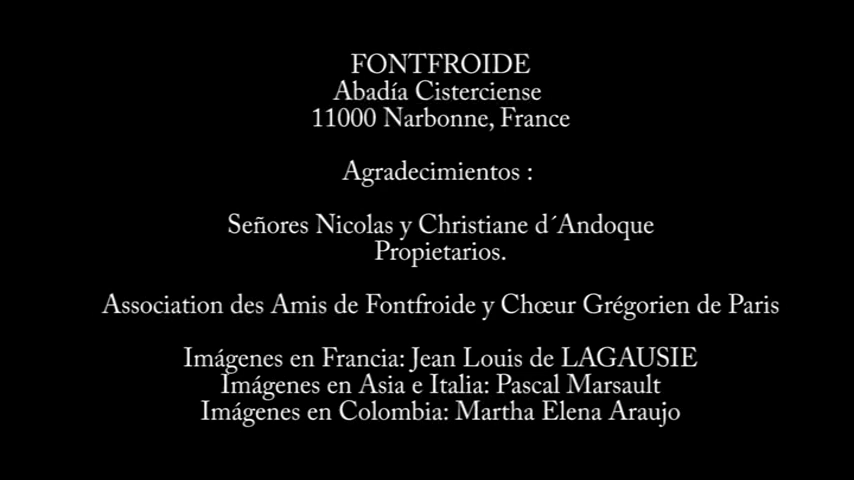 FONTFROIDE
Abadía Cisterciense
11000 Narbonne, France
Agradecimientos :
Señores Nicolas y Christiane d´Andoque
Propietarios.
Association des Amis de Fontfroide y Chœur Grégorien de Paris
Imágenes en Francia: Jean Louis de LAGAUSIE
Imágenes en Asia e Italia: Pascal Marsault
Imágenes en Colombia: Martha Elena Araujo